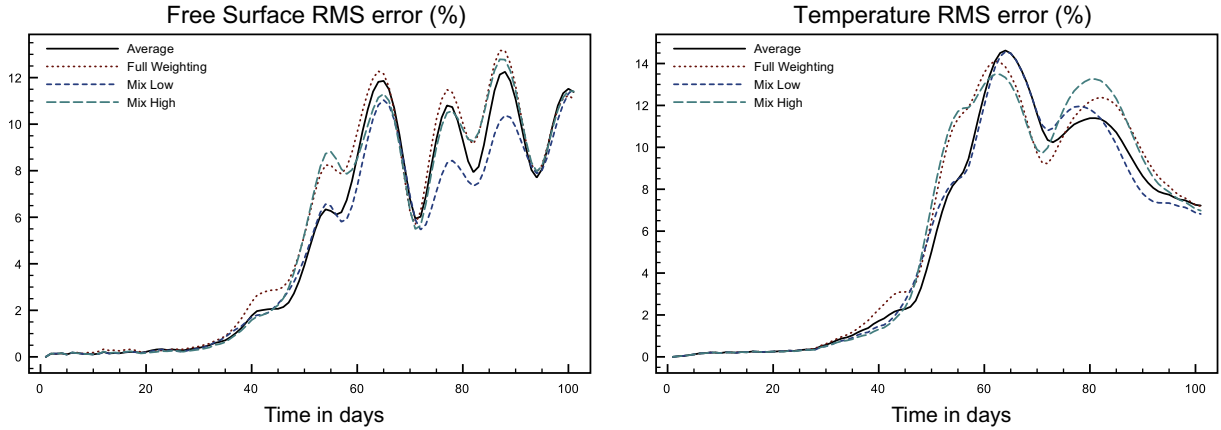 Free Surface RMS error (%)
Average
Full Weighting
Mix Low
Mix High
12
10
8
6
4
2
0
0 20 40 60 80 100
Time in days
Temperature RMS error (%)
Average
Full Weighting
Mix Low
Mix High
14
12
10
8
6
4
2
0
0 20 40 60 80 100
Time in days